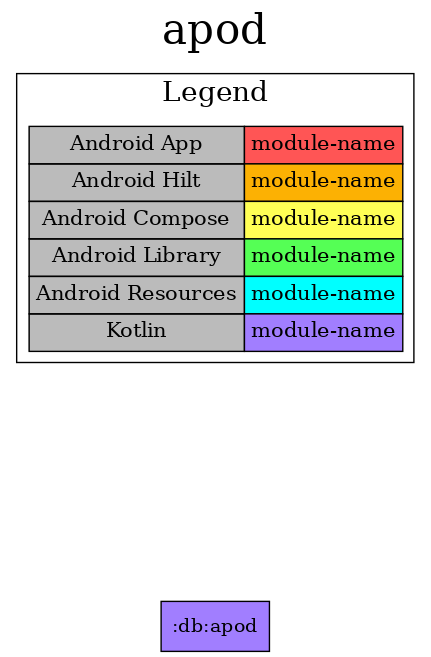 apod
Legend
Android App module-name
Android Hilt module-name
Android Compose module-name
Android Library module-name
Android Resources module-name
Kotlin module-name
:db:apod